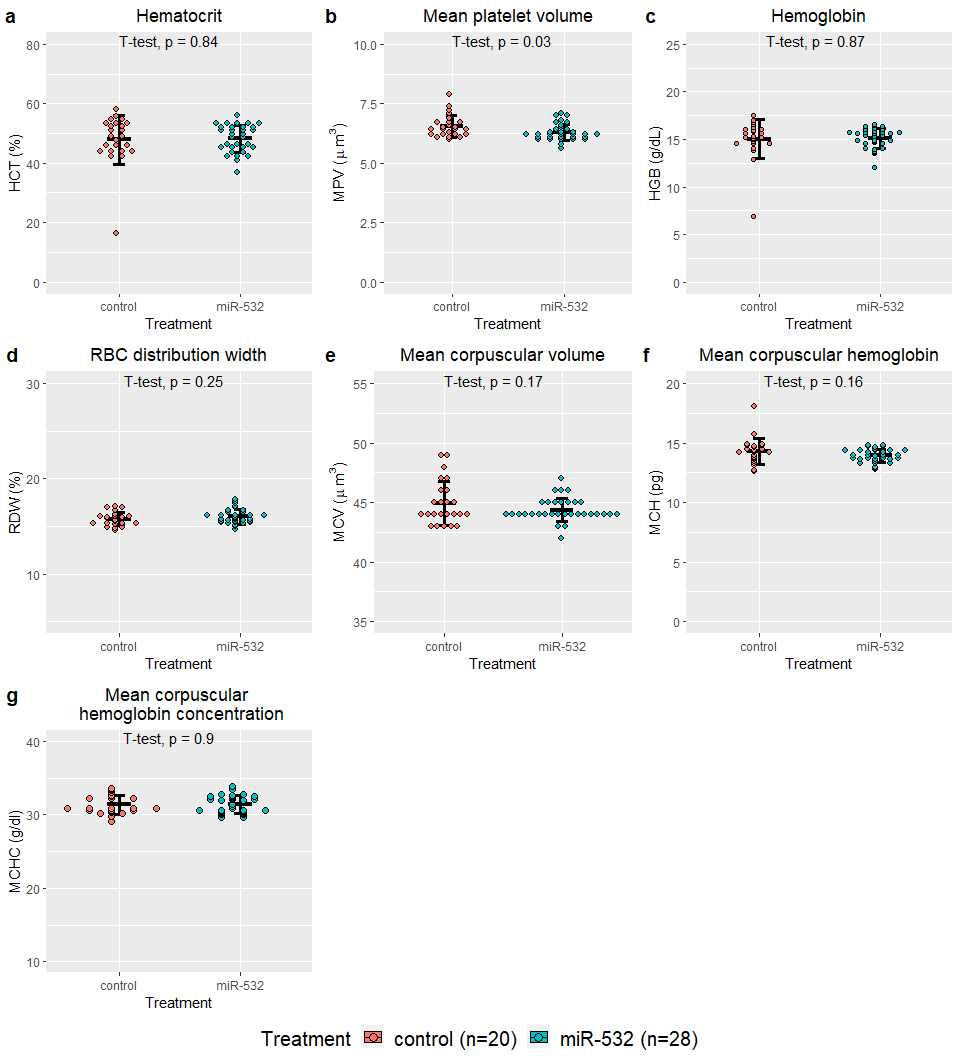 a Hematocrit
T-test, p = 0.84
HCT (%)
80
60
40
20
0
control miR-532
Treatment
b Mean platelet volume
T-test, p = 0.03
MPV (μm³)
10.0
7.5
5.0
2.5
0.0
control miR-532
Treatment
c Hemoglobin
T-test, p = 0.87
HGB (g/dL)
25
20
15
10
5
0
control miR-532
Treatment
d RBC distribution width
T-test, p = 0.25
RDW (%)
30
20
10
control miR-532
Treatment
e Mean corpuscular volume
T-test, p = 0.17
MCV (μm³)
55
50
45
40
35
control miR-532
Treatment
f Mean corpuscular hemoglobin
T-test, p = 0.16
MCH (pg)
20
15
10
5
0
control miR-532
Treatment
g Mean corpuscular
hemoglobin concentration
T-test, p = 0.9
MCHC (g/dl)
40
30
20
10
control miR-532
Treatment
Treatment control (n=20) miR-532 (n=28)